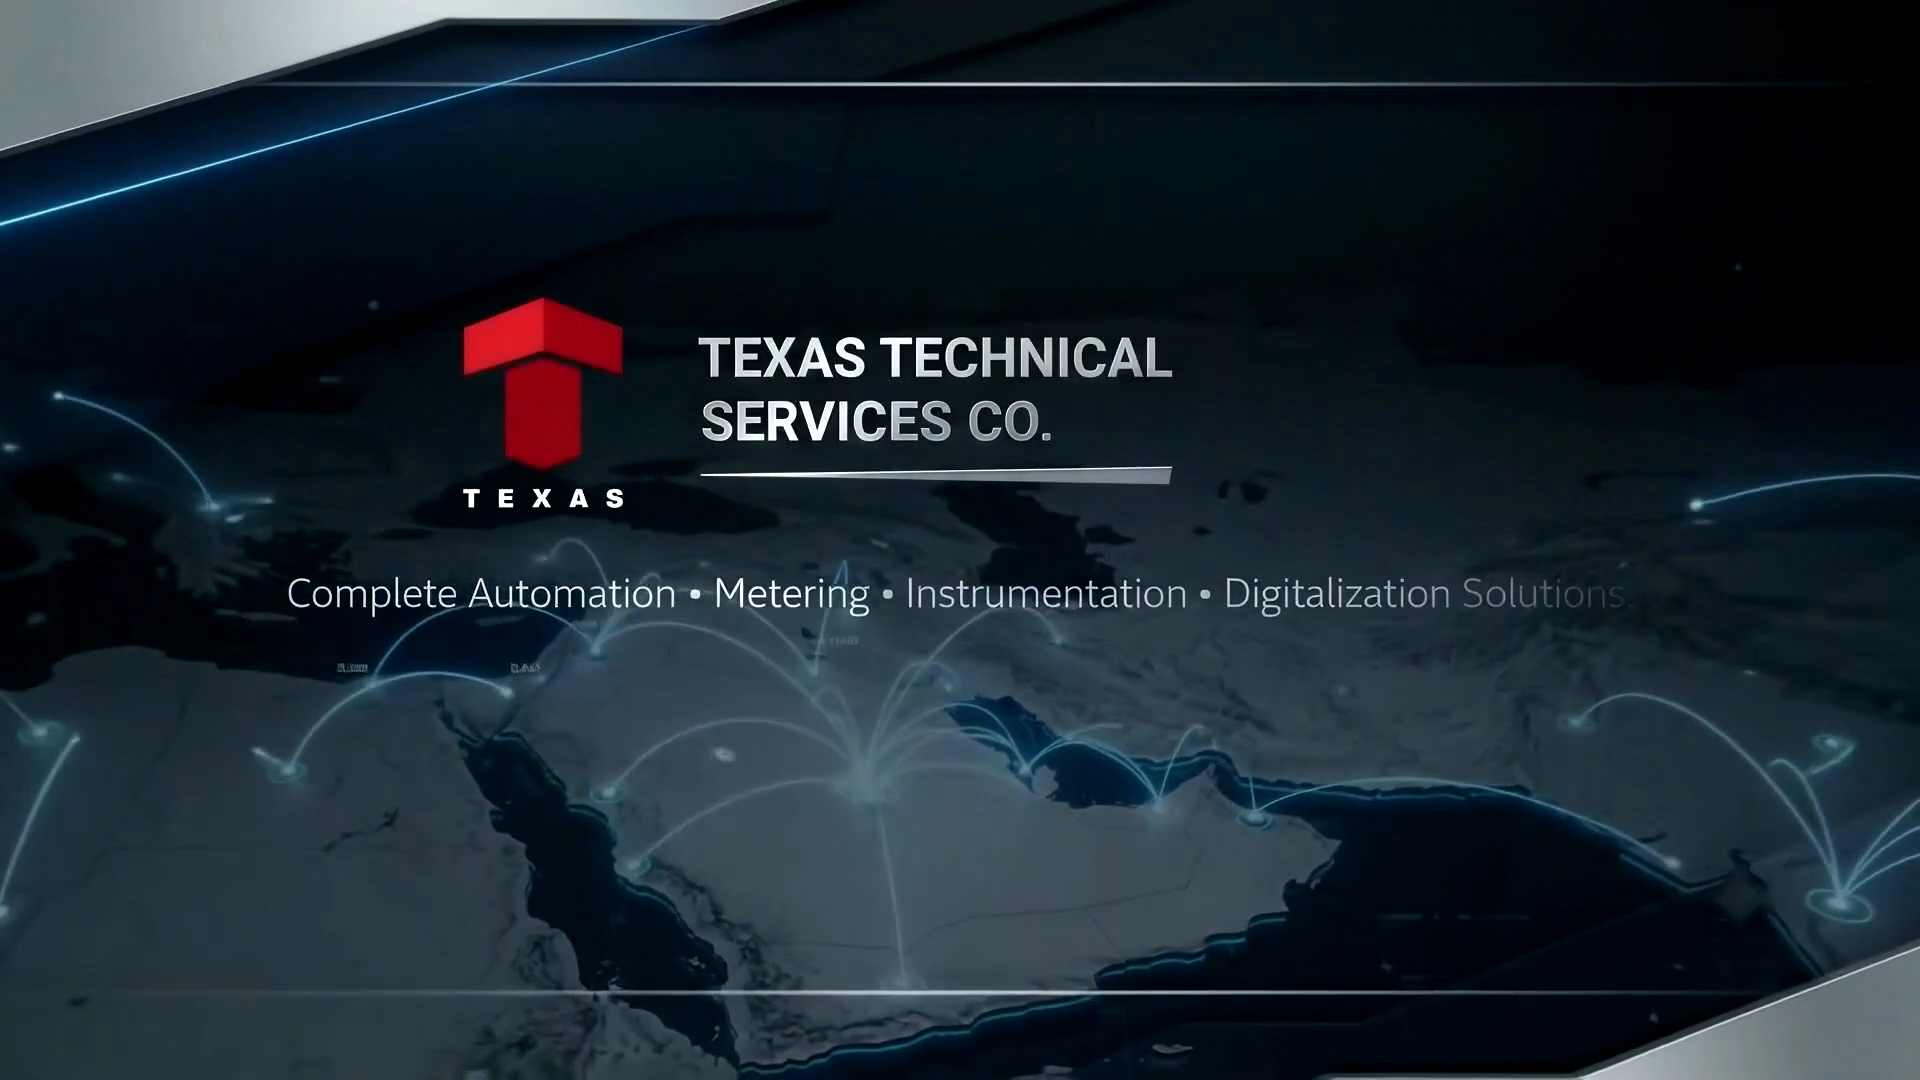 TEXAS TECHNICAL
SERVICES CO.
TEXAS
Complete Automation • Metering • Instrumentation • Digitalization Solutions.